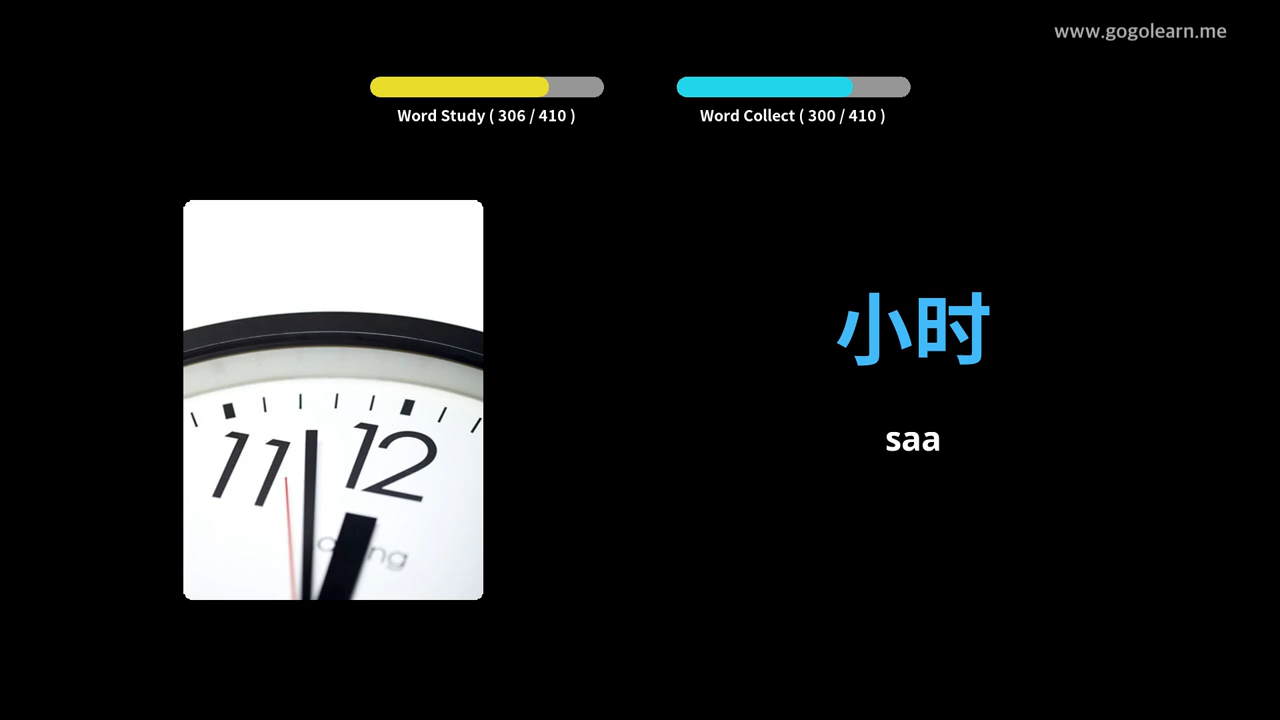 www.gogolearn.me
Word Study ( 306 / 410 )
Word Collect ( 300 / 410 )
11 12
小时
saa